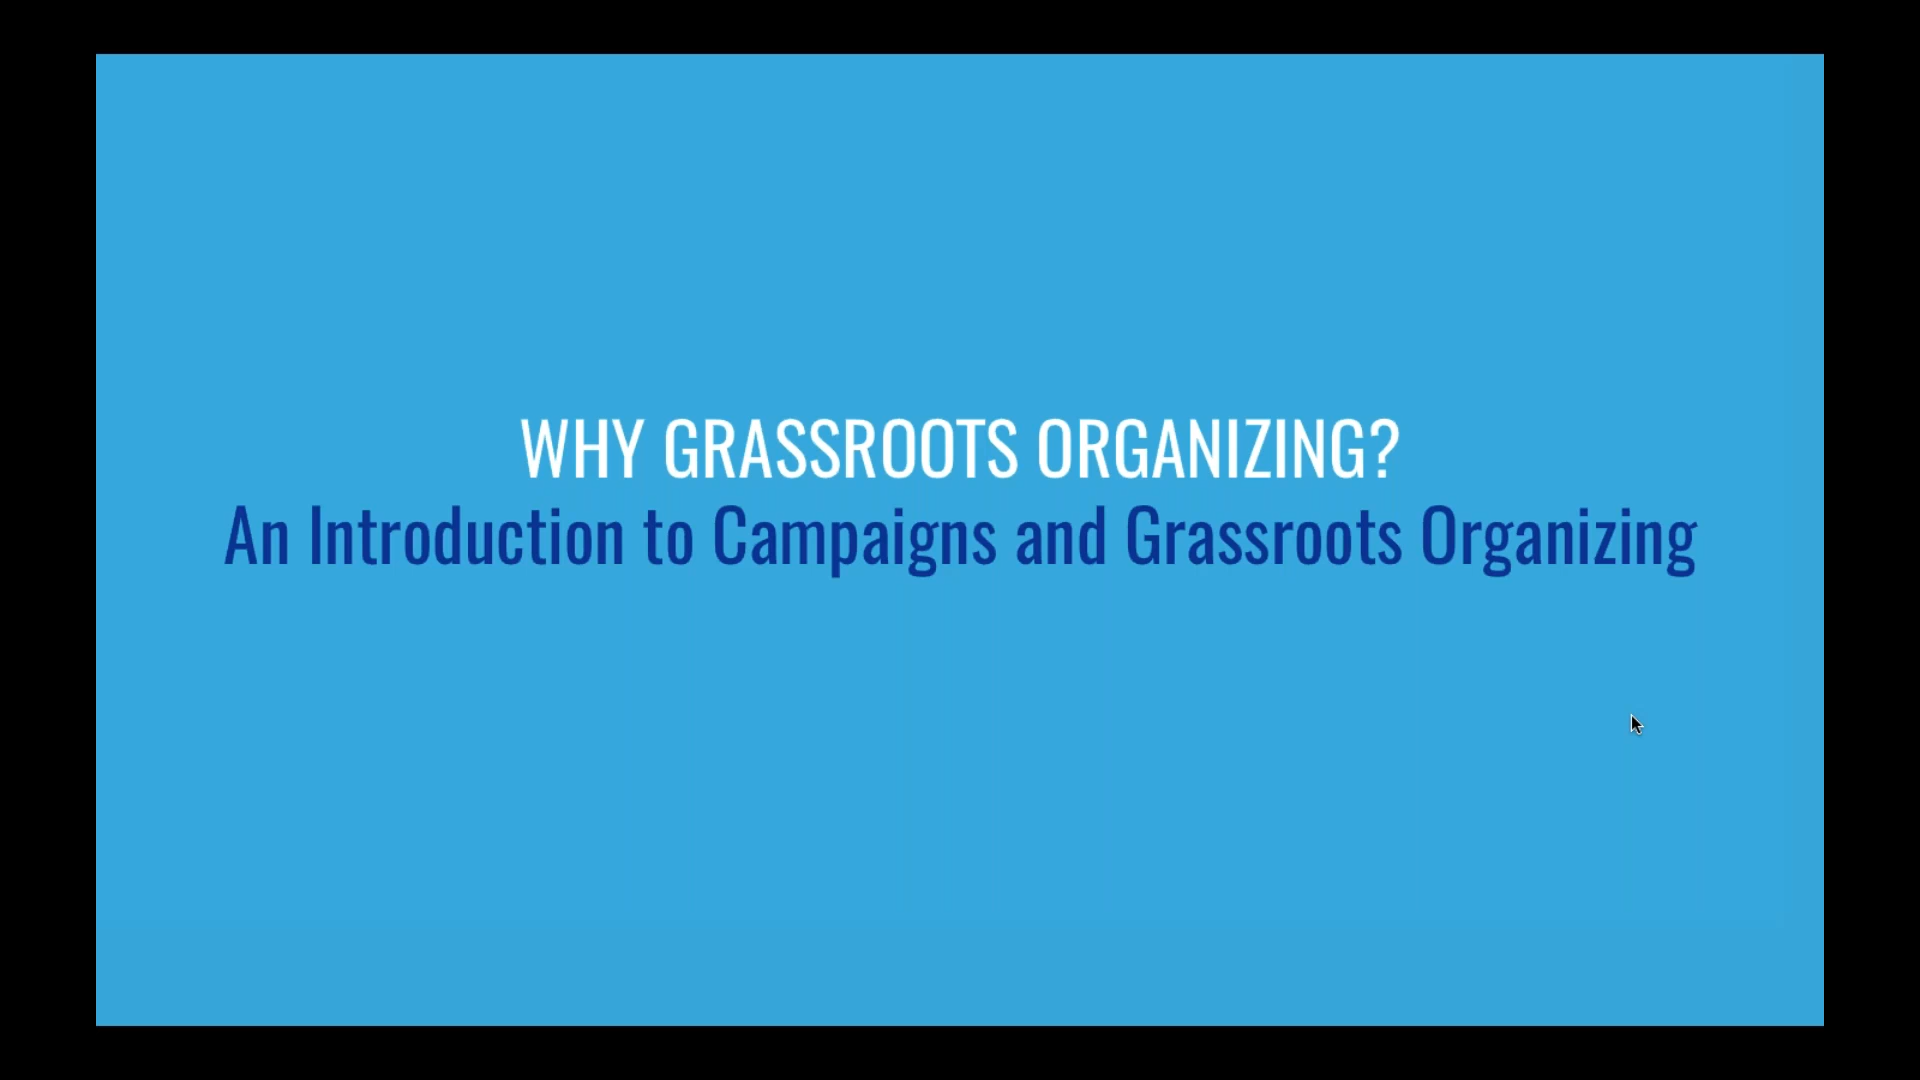 WHY GRASSROOTS ORGANIZING?
An Introduction to Campaigns and Grassroots Organizing